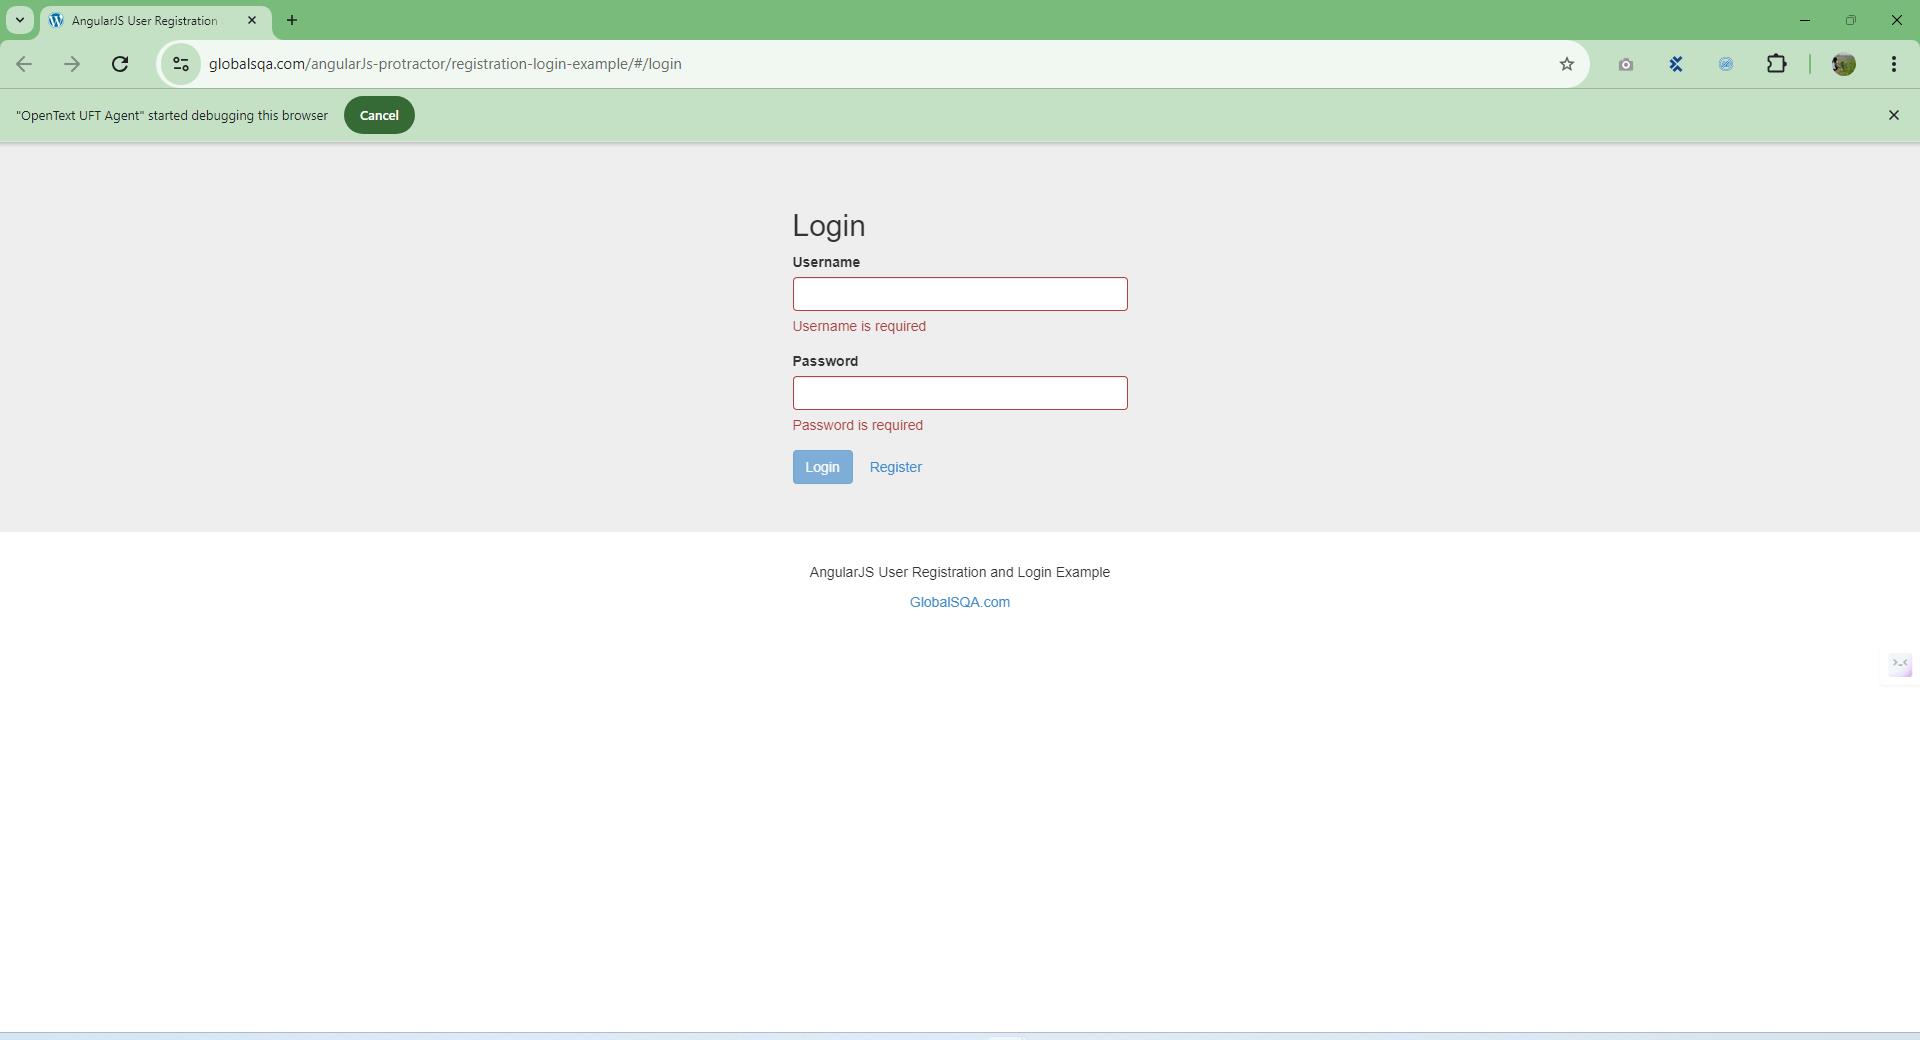 AngularJS User Registration
globalsqa.com/angularJs-protractor/registration-login-example/#/login
"OpenText UFT Agent" started debugging this browser
Cancel
Login
Username
Username is required
Password
Password is required
Login Register
AngularJS User Registration and Login Example
GlobalSQA.com